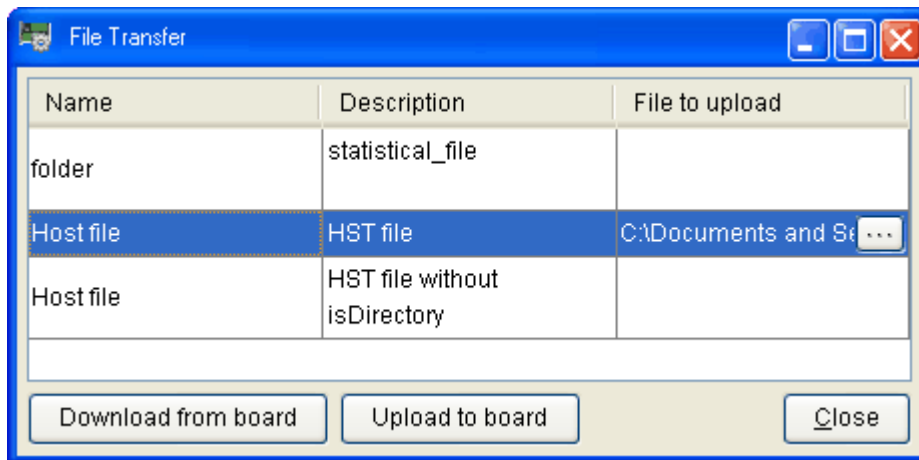 File Transfer
Name Description File to upload
folder statistical_file
Host file HST file C:\Documents and Se ...
Host file HST file without
isDirectory
Download from board Upload to board Close